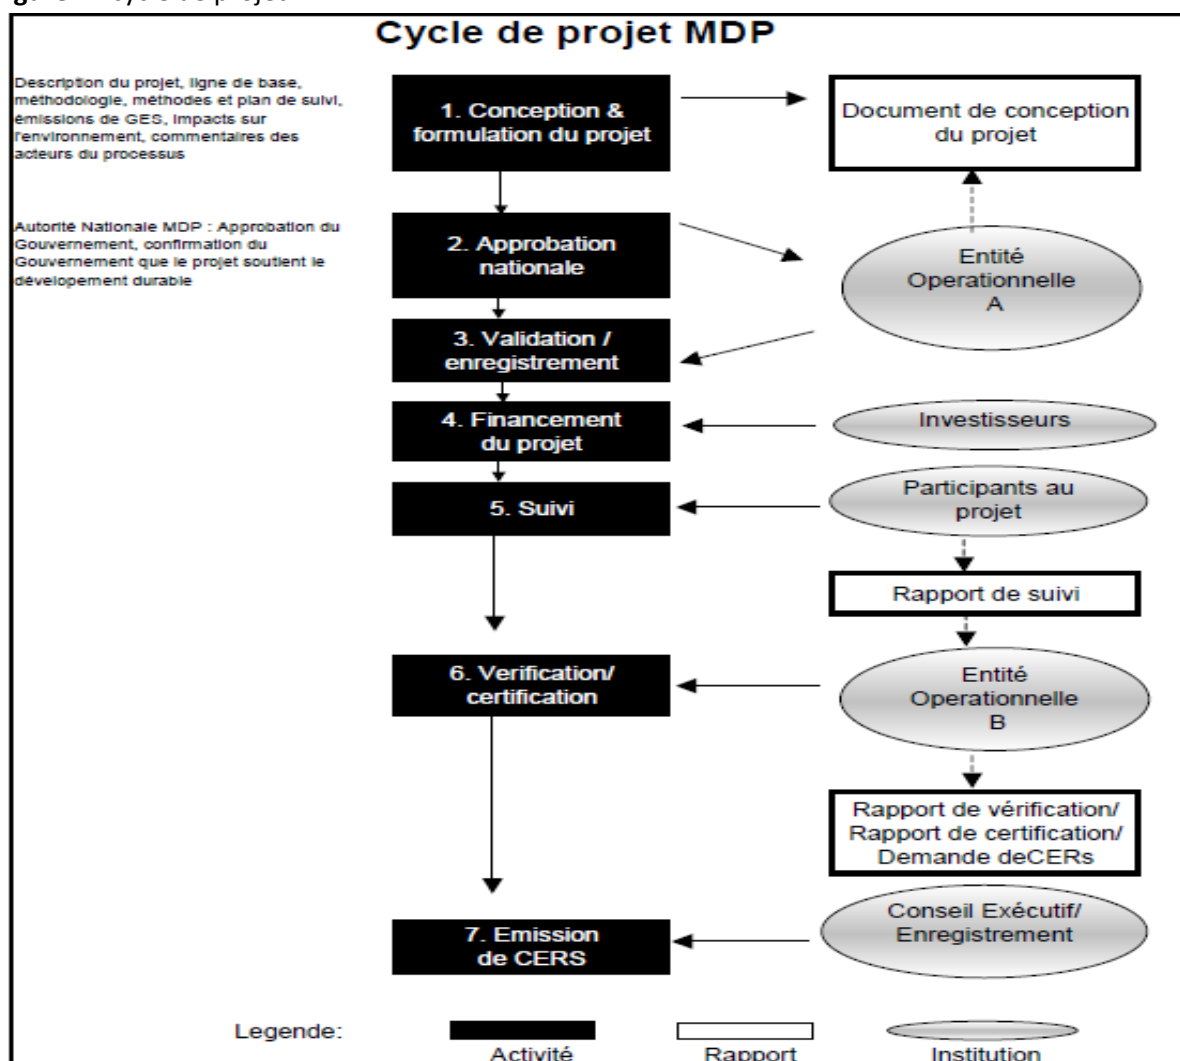 Cycle de projet MDP
Description du projet, ligne de base,
méthodologie, méthodes et plan de suivi,
émissions de GES, Impacts sur
l'environnement, commentaires des
acteurs du processus
1. Conception &
formulation du projet
Document de conception
du projet
Autorité Nationale MDP : Approbation du
Gouvernement, confirmation du
Gouvernement que le projet soutient le
dévelopement durable
2. Approbation
nationale
Entité
Operationnelle
A
3. Validation /
enregistrement
4. Financement
du projet
Investisseurs
5. Suivi
Participants au
projet
Rapport de suivi
6. Verification/
certification
Entité
Operationnelle
B
Rapport de vérification/
Rapport de certification/
Demande deCERs
7. Emission
de CERS
Conseil Exécutif/
Enregistrement
Legende:
Activité
Rapport
Institution